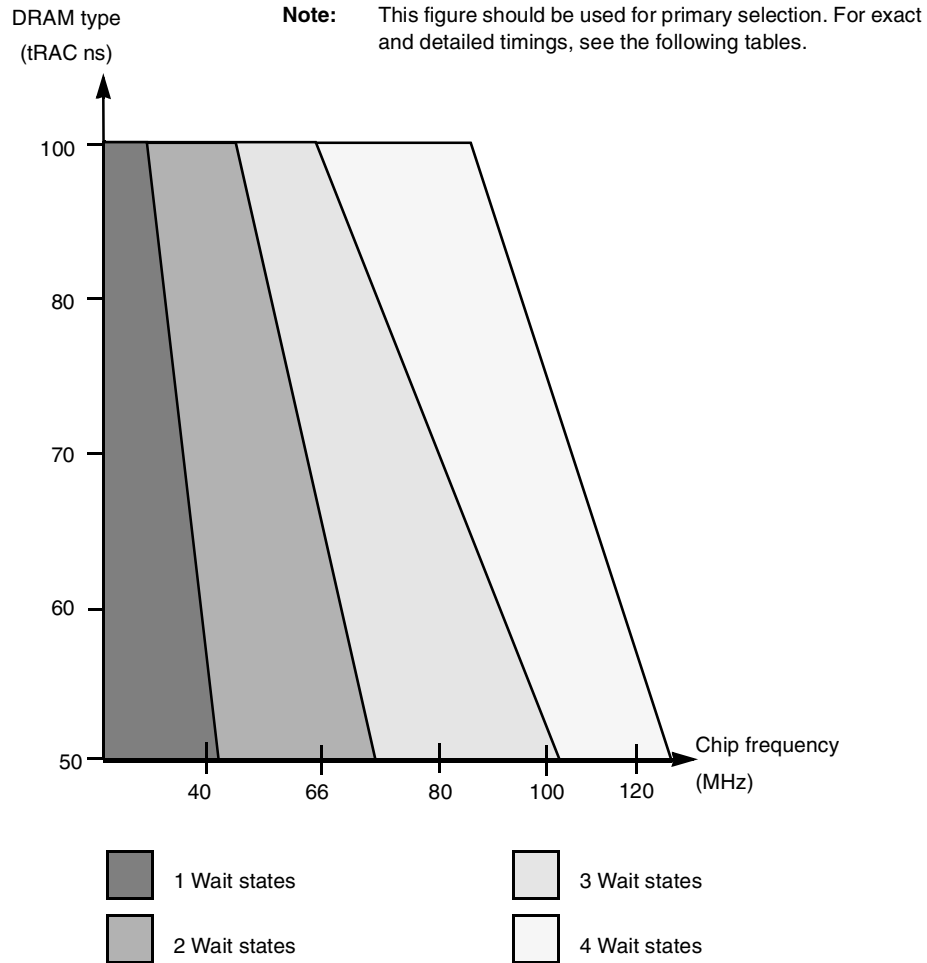 DRAM type
(tRAC ns)
Note: This figure should be used for primary selection. For exact
and detailed timings, see the following tables.
100
80
70
60
50
40 66 80 100 120
Chip frequency
(MHz)
1 Wait states
3 Wait states
2 Wait states
4 Wait states